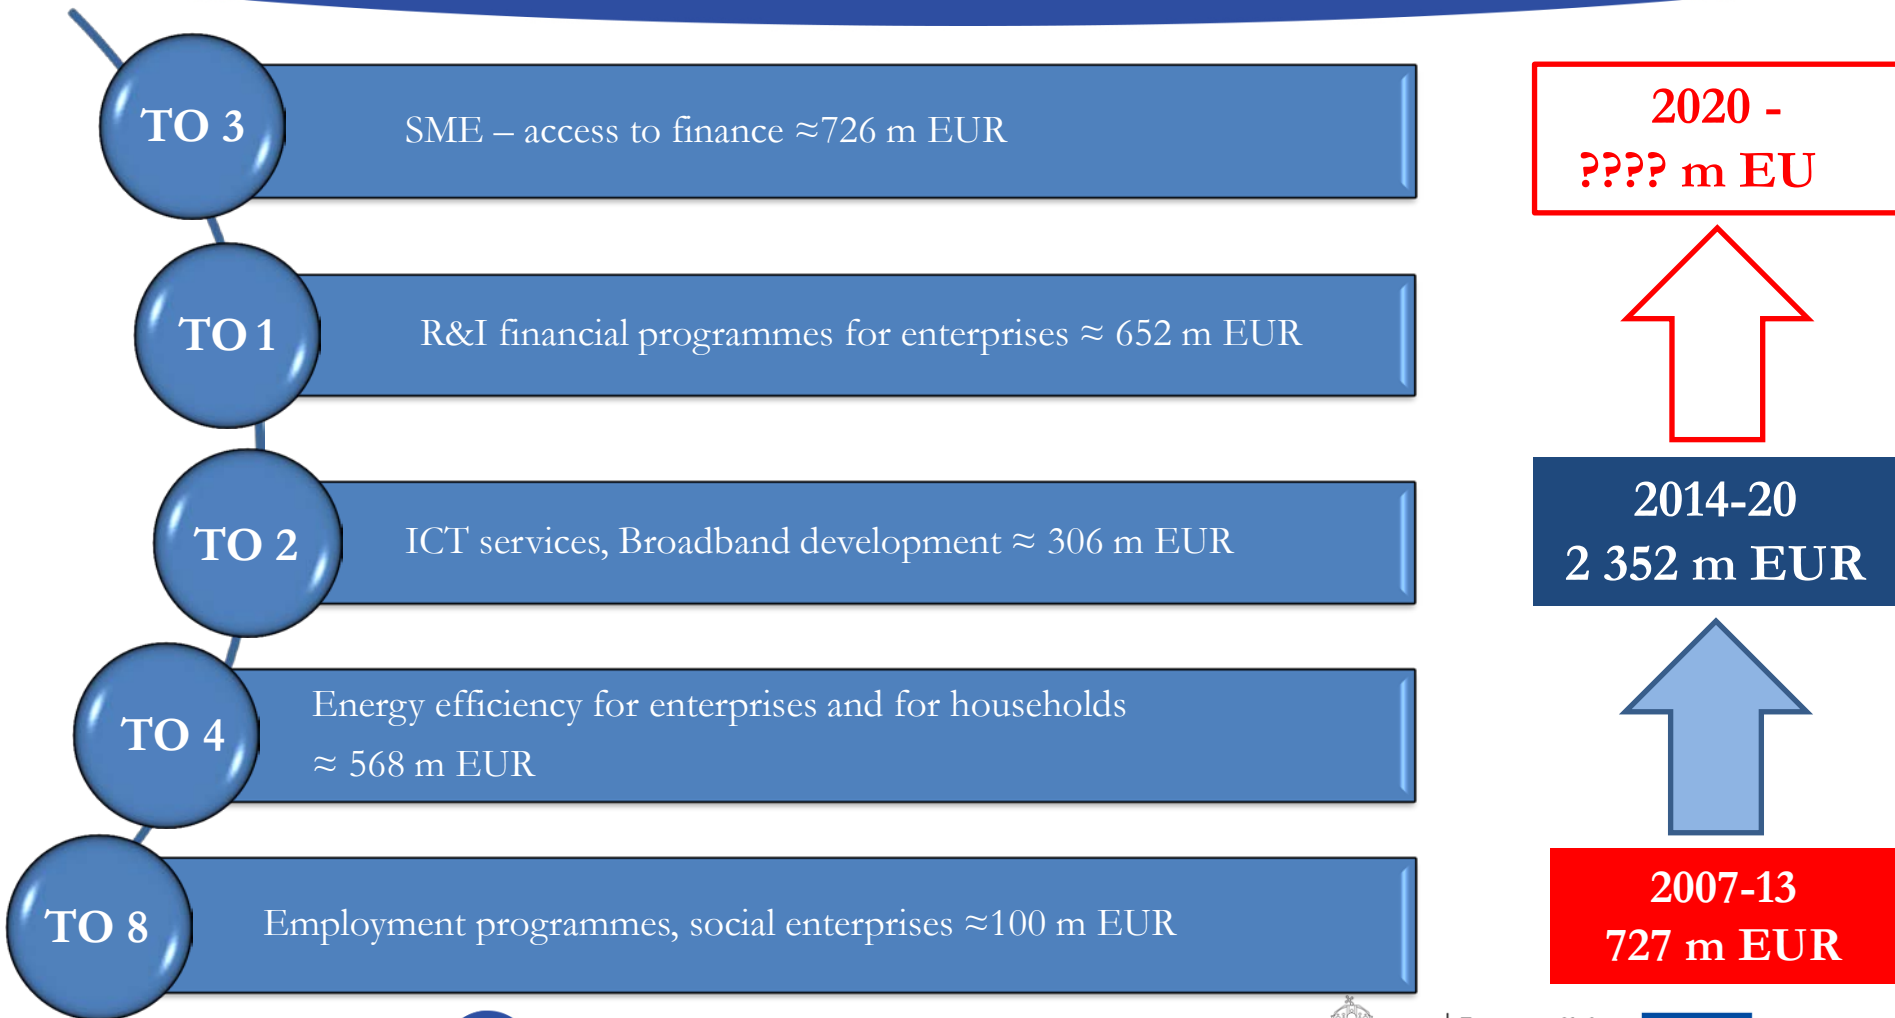 TO 3
SME – access to finance ≈726 m EUR
TO 1
R&I financial programmes for enterprises ≈ 652 m EUR
TO 2
ICT services, Broadband development ≈ 306 m EUR
TO 4
Energy efficiency for enterprises and for households
≈ 568 m EUR
TO 8
Employment programmes, social enterprises ≈100 m EUR
2020 -
???? m EU
2014-20
2 352 m EUR
2007-13
727 m EUR